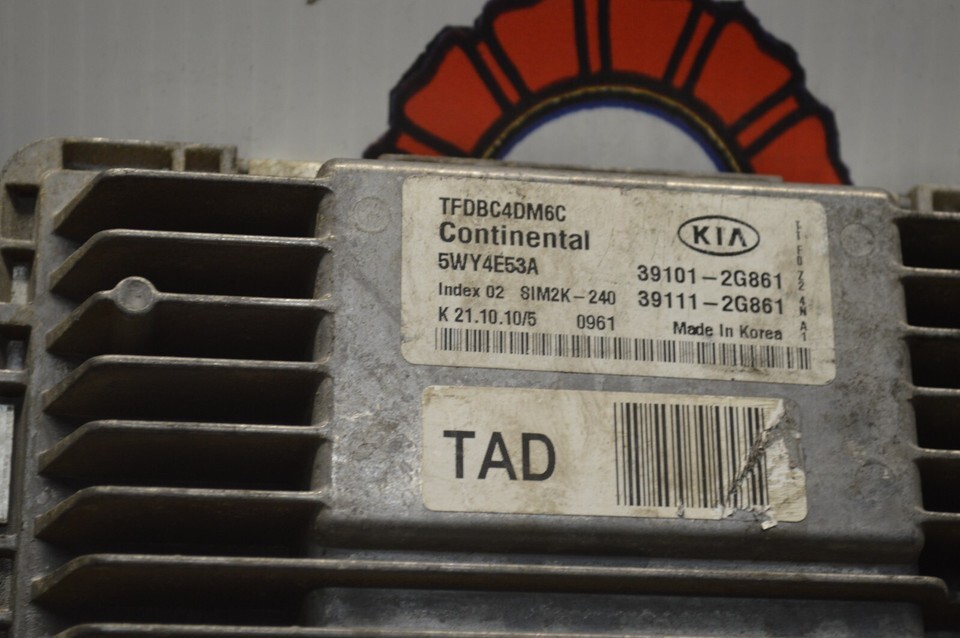 TFDBC4DM6C
Continental
KIA
5WY4E53A
39101-2G861
Index 02 SIM2K-240
39111-2G861
K 21.10.10/5 0961
Made In Korea
TAD